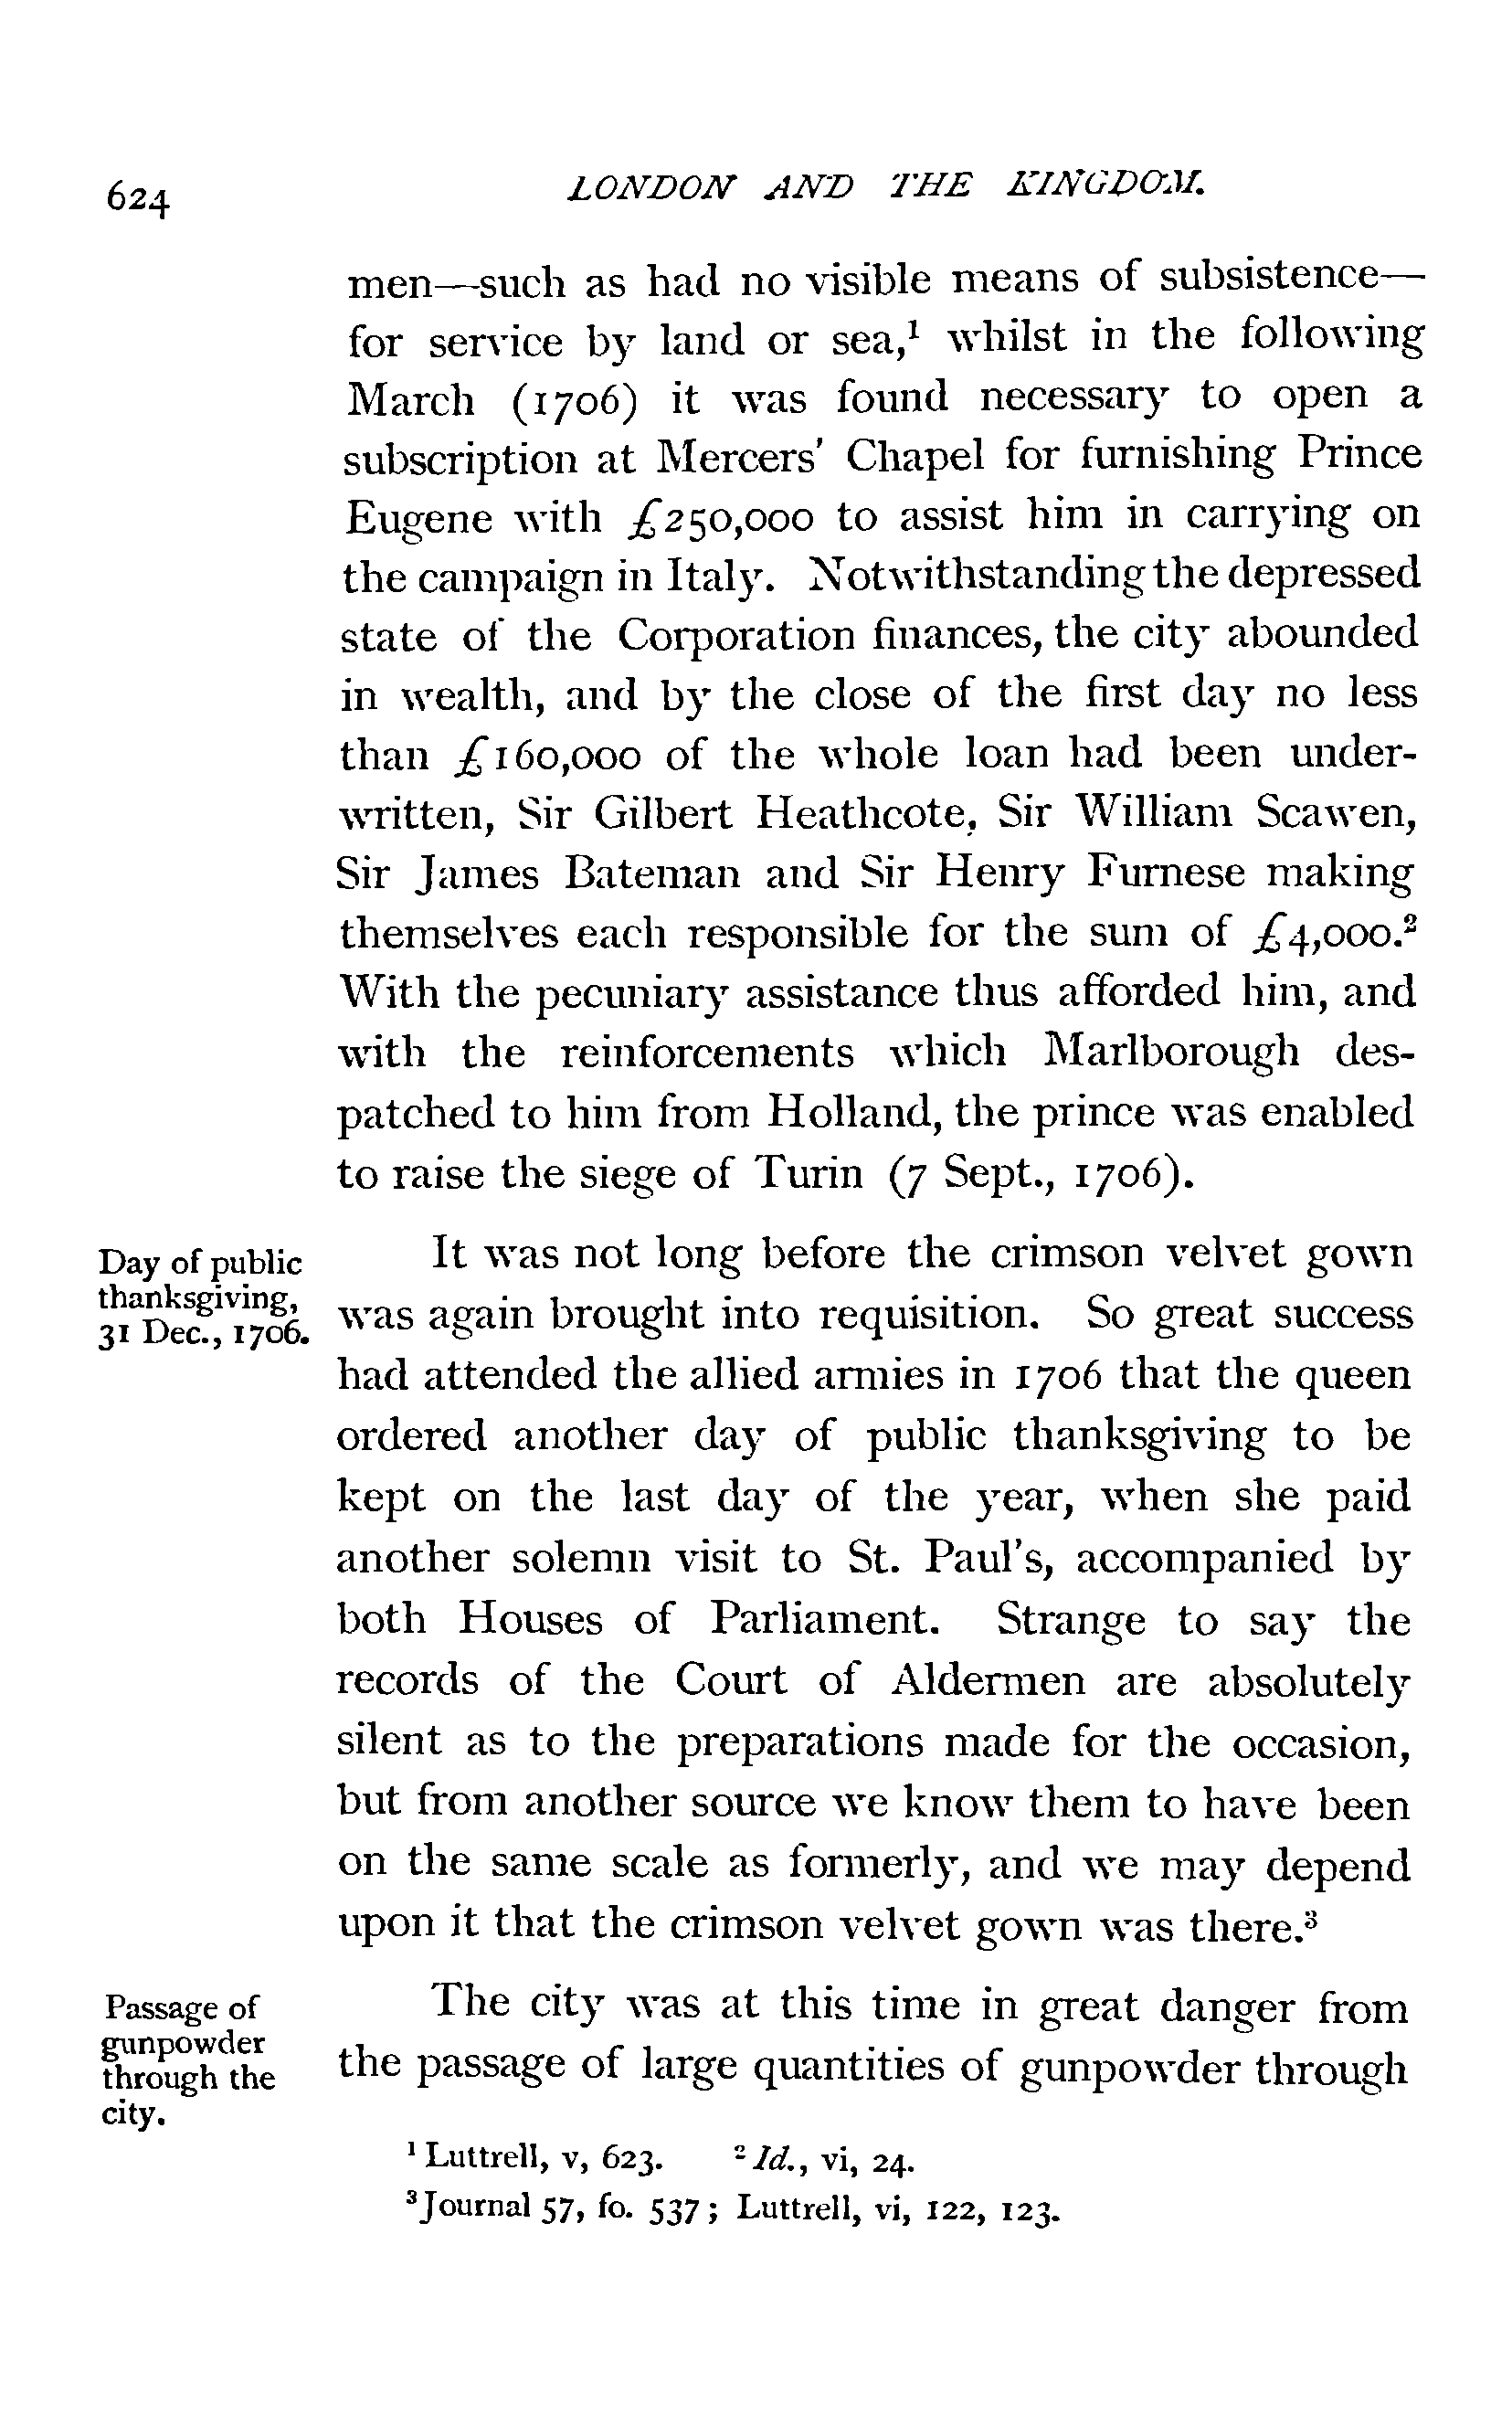 624 LONDON AND THE KINGDOM.
men—such as had no visible means of subsistence—
for service by land or sea,¹ whilst in the following
March (1706) it was found necessary to open a
subscription at Mercers' Chapel for furnishing Prince
Eugene with £250,000 to assist him in carrying on
the campaign in Italy. Notwithstanding the depressed
state of the Corporation finances, the city abounded
in wealth, and by the close of the first day no less
than £160,000 of the whole loan had been under-
written, Sir Gilbert Heathcote, Sir William Scawen,
Sir James Bateman and Sir Henry Furnese making
themselves each responsible for the sum of £4,000.²
With the pecuniary assistance thus afforded him, and
with the reinforcements which Marlborough des-
patched to him from Holland, the prince was enabled
to raise the siege of Turin (7 Sept., 1706).
Day of public
thanksgiving,
31 Dec., 1706.
It was not long before the crimson velvet gown
was again brought into requisition. So great success
had attended the allied armies in 1706 that the queen
ordered another day of public thanksgiving to be
kept on the last day of the year, when she paid
another solemn visit to St. Paul's, accompanied by
both Houses of Parliament. Strange to say the
records of the Court of Aldermen are absolutely
silent as to the preparations made for the occasion,
but from another source we know them to have been
on the same scale as formerly, and we may depend
upon it that the crimson velvet gown was there.³
Passage of
gunpowder
through the
city.
The city was at this time in great danger from
the passage of large quantities of gunpowder through
¹ Luttrell, v, 623. ² Id., vi, 24.
³ Journal 57, fo. 537; Luttrell, vi, 122, 123.